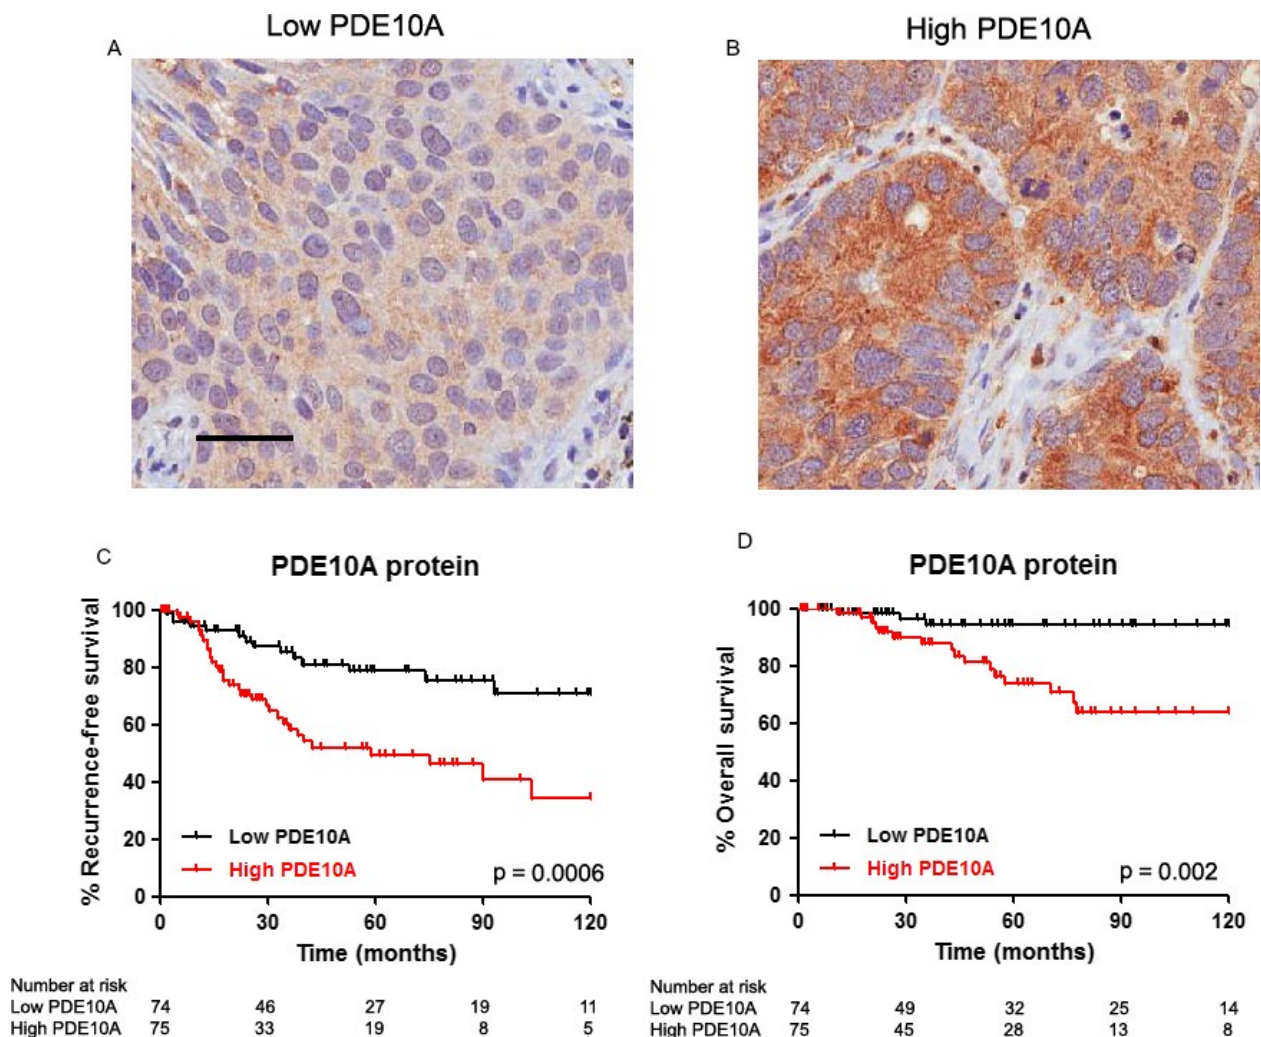 A
Low PDE10A
B
High PDE10A
C
PDE10A protein
% Recurrence-free survival
100
80
60
40
20
0
Low PDE10A
High PDE10A
p = 0.0006
0 30 60 90 120
Time (months)
Number at risk
Low PDE10A 74 46 27 19 11
High PDE10A 75 33 19 8 5
D
PDE10A protein
% Overall survival
100
80
60
40
20
0
Low PDE10A
High PDE10A
p = 0.002
0 30 60 90 120
Time (months)
Number at risk
Low PDE10A 74 49 32 25 14
High PDE10A 75 45 28 13 8